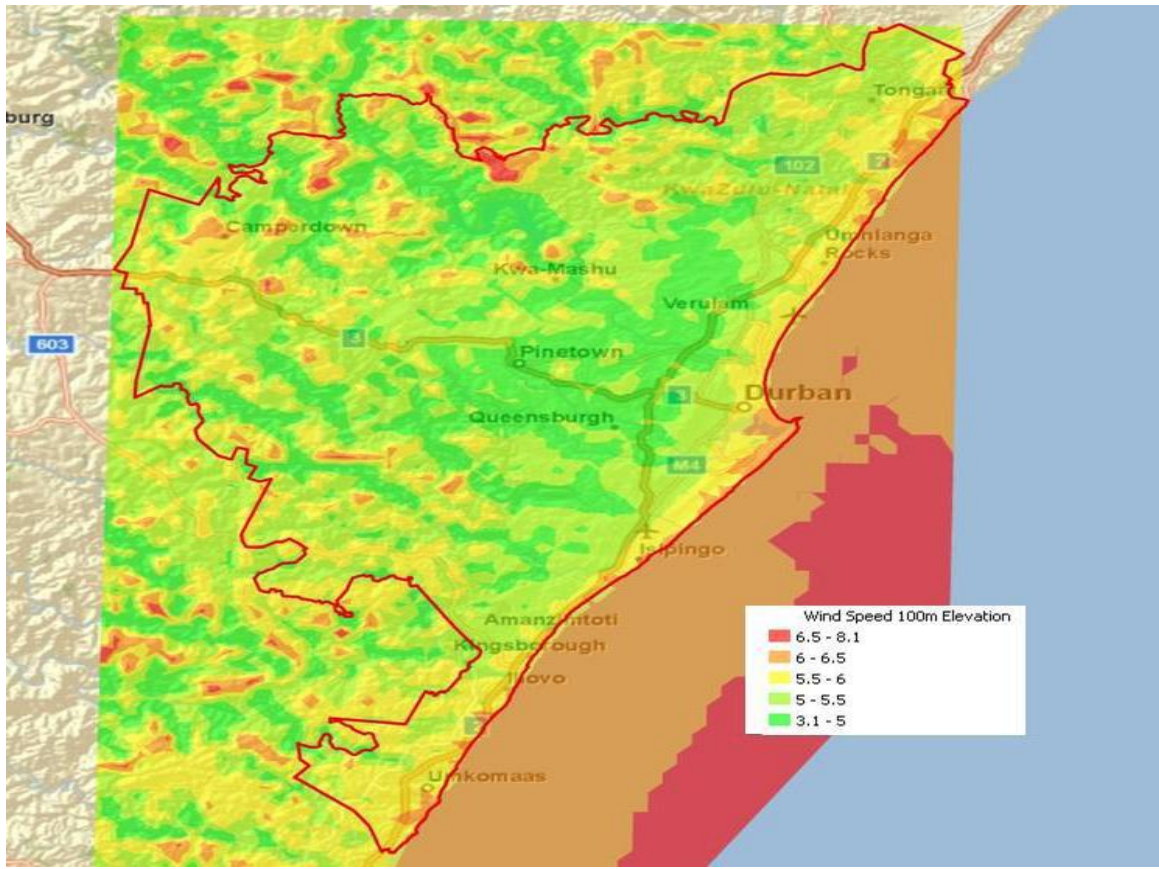 Tongaat
burg
102
2
KwaZulu-Natal
Camperdown
Umhlanga
Rocks
Kwa-Mashu
Verulam
603
3
Pinetown
3
Durban
Queensburgh
M4
Isipingo
Amanzimtoti
Kingsborough
Illovo
2
Umkomaas
Wind Speed 100m Elevation
6.5 - 8.1
6 - 6.5
5.5 - 6
5 - 5.5
3.1 - 5